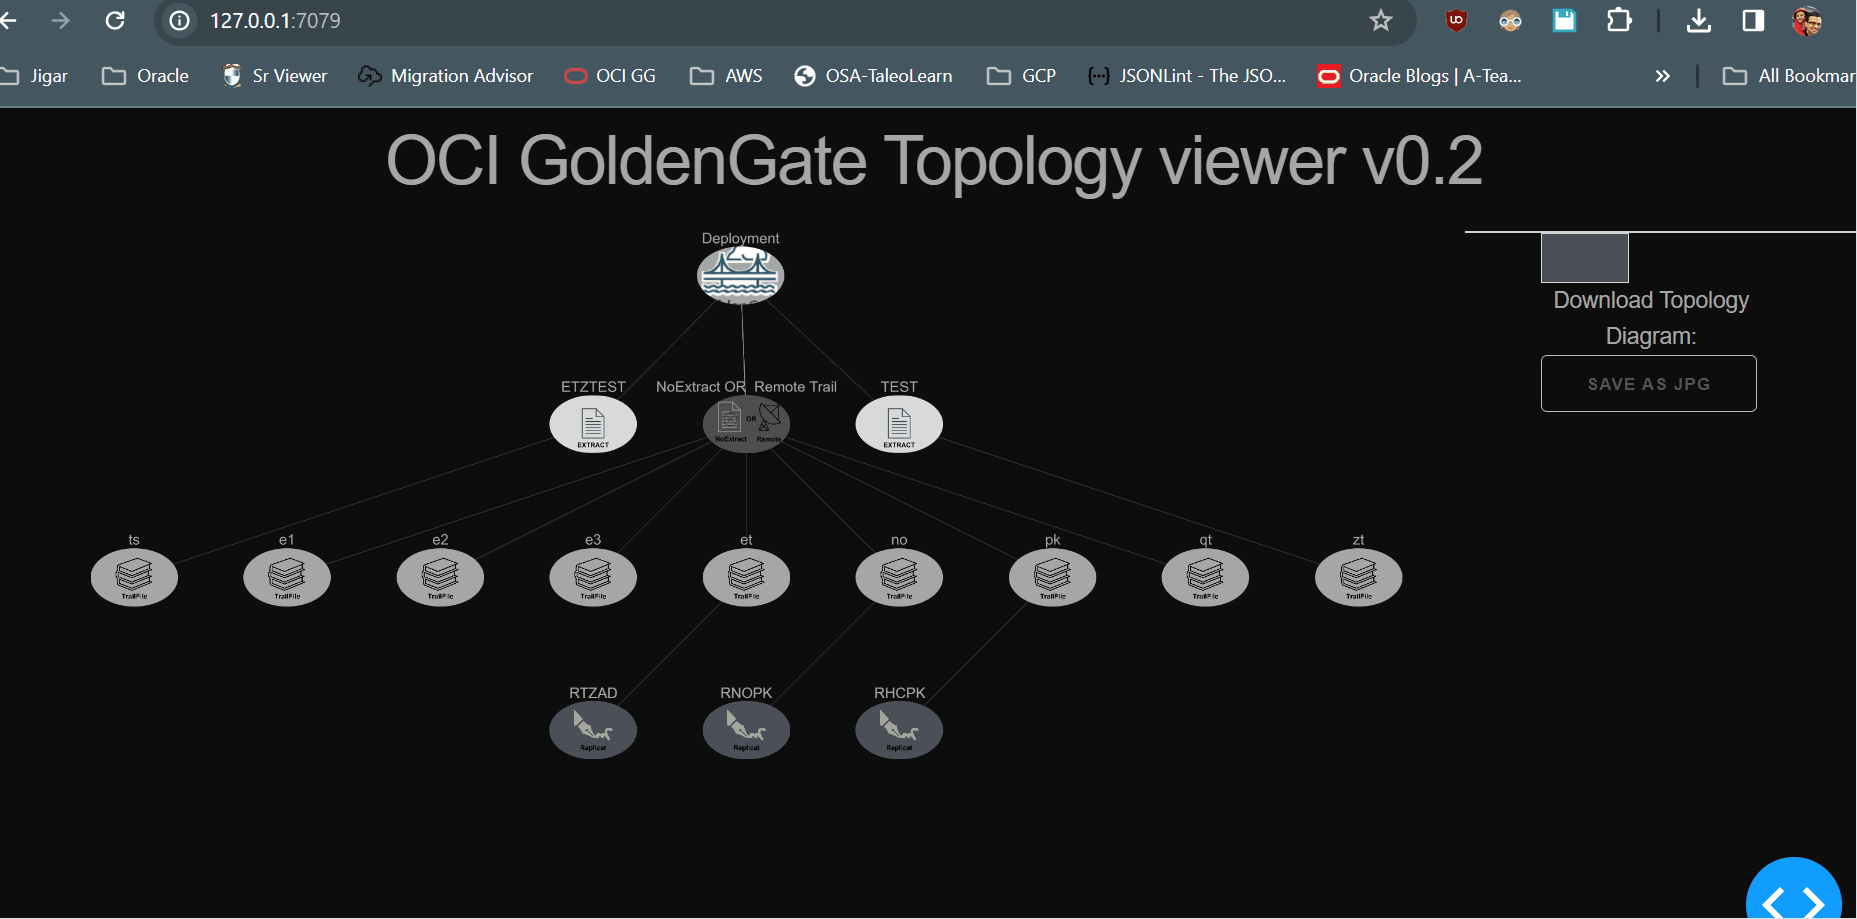 127.0.0.1:7079
Jigar Oracle Sr Viewer Migration Advisor OCI GG AWS OSA-TaleoLearn GCP JSONLint - The JSO... Oracle Blogs | A-Tea... » All Bookmar
OCI GoldenGate Topology viewer v0.2
Deployment
Download Topology
Diagram:
SAVE AS JPG
ETZTEST NoExtract OR Remote Trail TEST
OR
NoExtract Remote
EXTRACT EXTRACT
ts e1 e2 e3 et no pk qt zt
TrailFile TrailFile TrailFile TrailFile TrailFile TrailFile TrailFile TrailFile TrailFile
RTZAD RNOPK RHCPK
Replicat Replicat Replicat